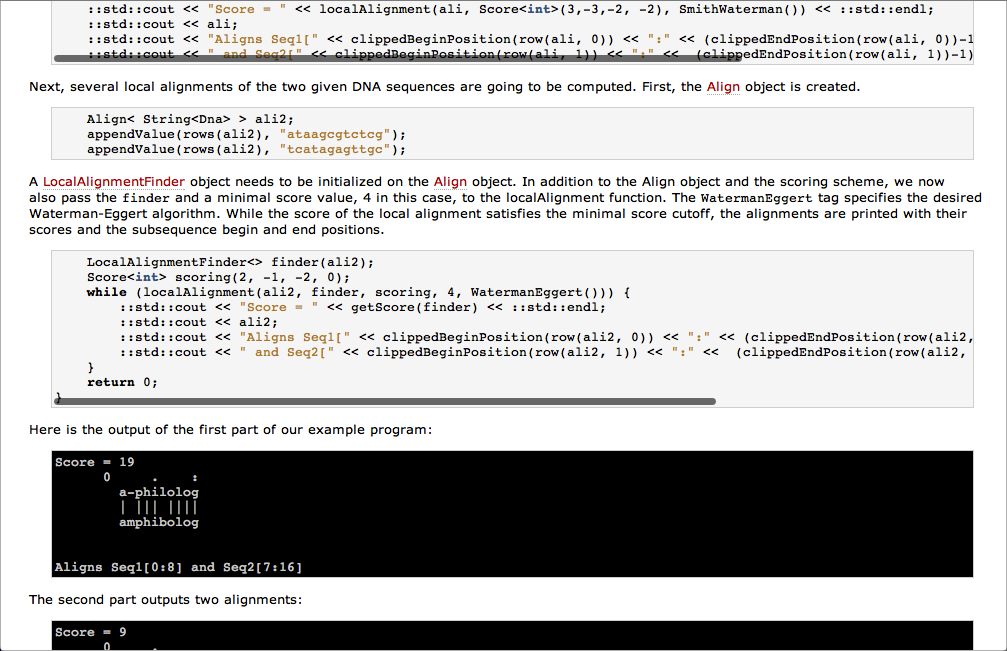 ::std::cout << "Score = " << localAlignment(ali, Score<int>(3,-3,-2, -2), SmithWaterman()) << ::std::endl;
::std::cout << ali;
::std::cout << "Aligns Seq1[" << clippedBeginPosition(row(ali, 0)) << ":" << (clippedEndPosition(row(ali, 0))-1
::std::cout << " and Seq2[" << clippedBeginPosition(row(ali, 1)) << ":" <<  (clippedEndPosition(row(ali, 1))-1)
Next, several local alignments of the two given DNA sequences are going to be computed. First, the Align object is created.
Align< String<Dna> > ali2;
appendValue(rows(ali2), "ataagcgtctcg");
appendValue(rows(ali2), "tcatagagttgc");
A LocalAlignmentFinder object needs to be initialized on the Align object. In addition to the Align object and the scoring scheme, we now
also pass the finder and a minimal score value, 4 in this case, to the localAlignment function. The WatermanEggert tag specifies the desired
Waterman-Eggert algorithm. While the score of the local alignment satisfies the minimal score cutoff, the alignments are printed with their
scores and the subsequence begin and end positions.
LocalAlignmentFinder<> finder(ali2);
Score<int> scoring(2, -1, -2, 0);
while (localAlignment(ali2, finder, scoring, 4, WatermanEggert())) {
::std::cout << "Score = " << getScore(finder) << ::std::endl;
::std::cout << ali2;
::std::cout << "Aligns Seq1[" << clippedBeginPosition(row(ali2, 0)) << ":" << (clippedEndPosition(row(ali2,
::std::cout << " and Seq2[" << clippedBeginPosition(row(ali2, 1)) << ":" <<  (clippedEndPosition(row(ali2,
}
return 0;
}
Here is the output of the first part of our example program:
Score = 19
0     .    :
a-philolog
| ||| ||||
amphibolog
Aligns Seq1[0:8] and Seq2[7:16]
The second part outputs two alignments:
Score = 9
0     .